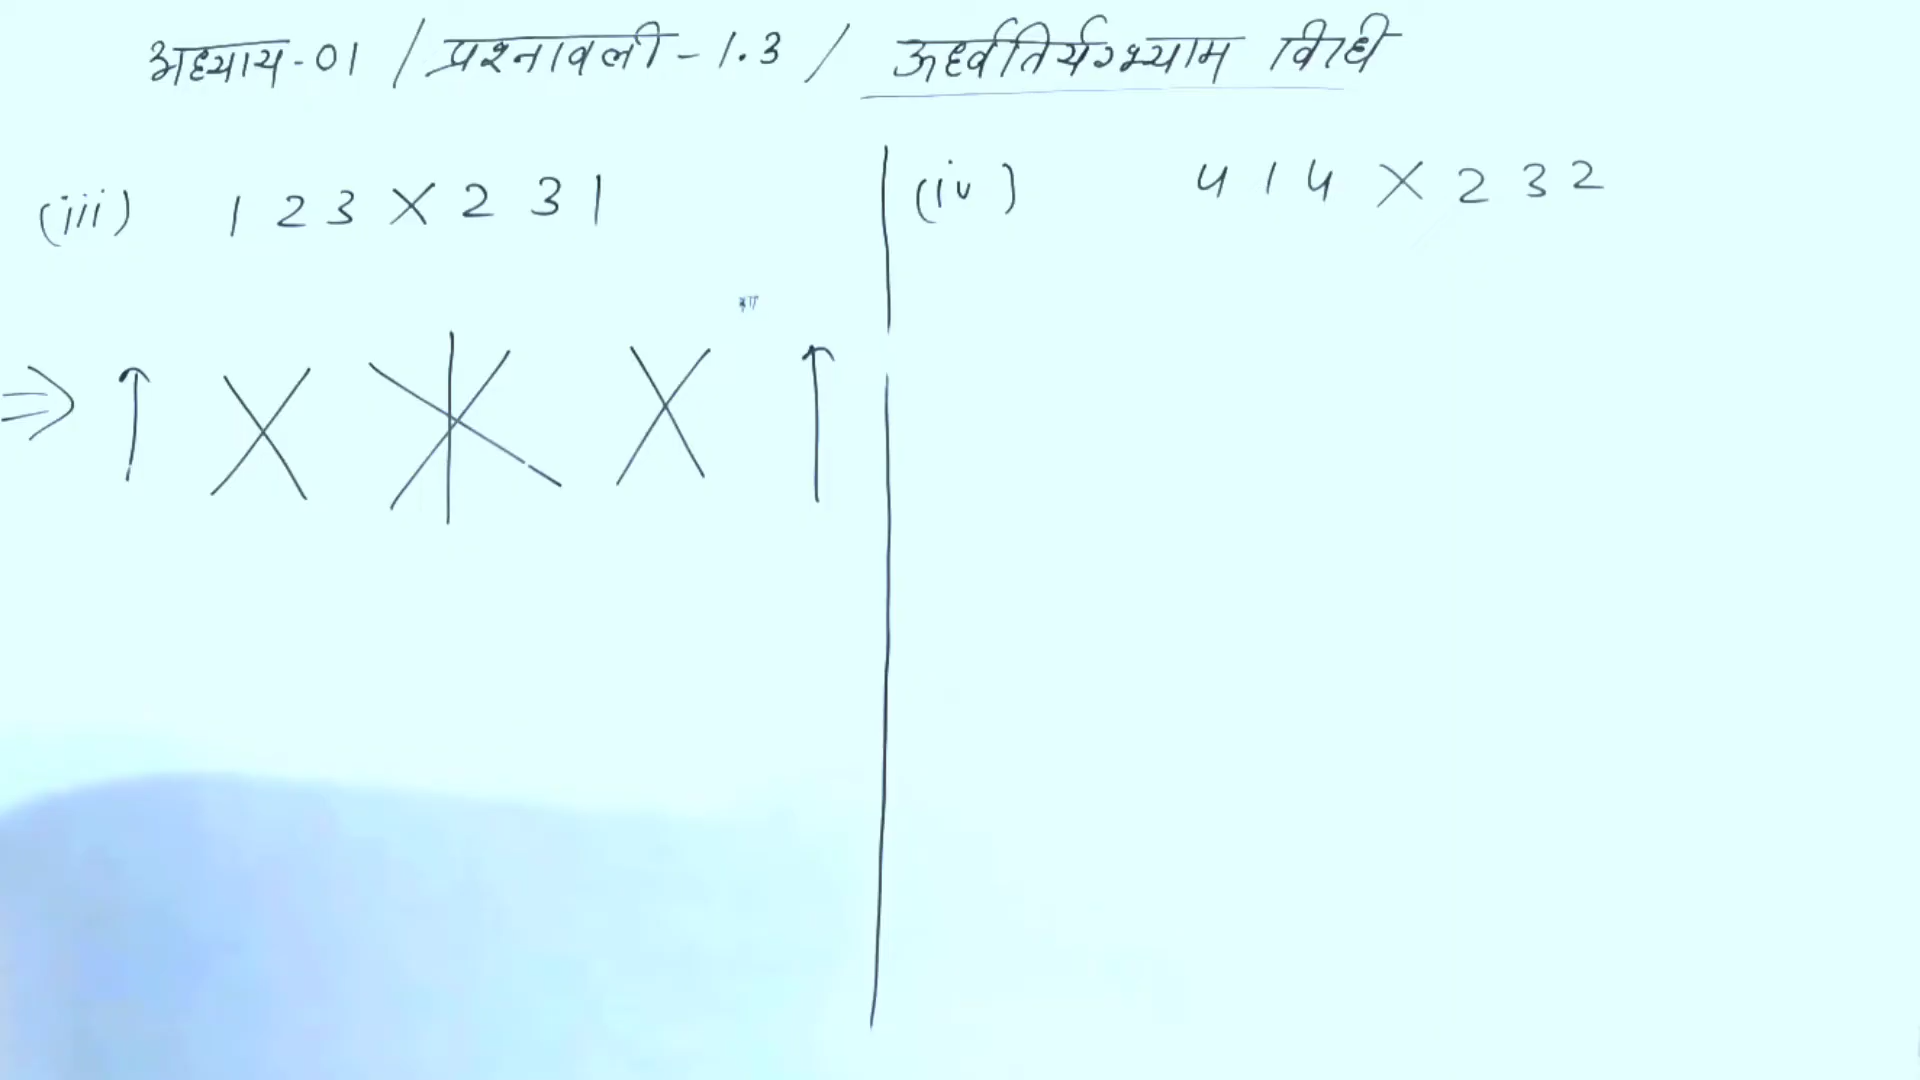 अध्याय-01 / प्रश्नावली-1.3 / ऊर्ध्वतिर्यग्भ्याम विधि
(iii) 123 X 231
(iv) 414 X 232